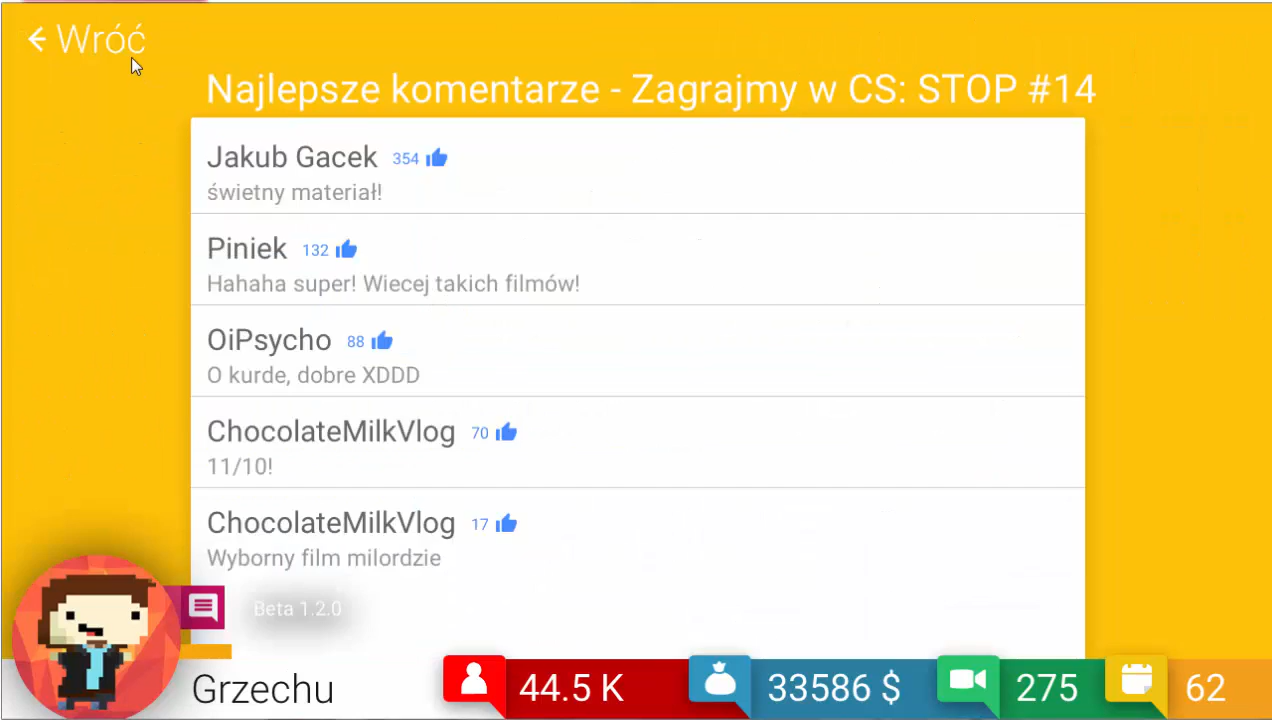 Wróć
Najlepsze komentarze - Zagrajmy w CS: STOP #14
Jakub Gacek 354
świetny materiał!
Piniek 132
Hahaha super! Wiecej takich filmów!
OiPsycho 88
O kurde, dobre XDDD
ChocolateMilkVlog 70
11/10!
ChocolateMilkVlog 17
Wyborny film milordzie
Beta 1.2.0
Grzechu 44.5 K 33586 $ 275 62